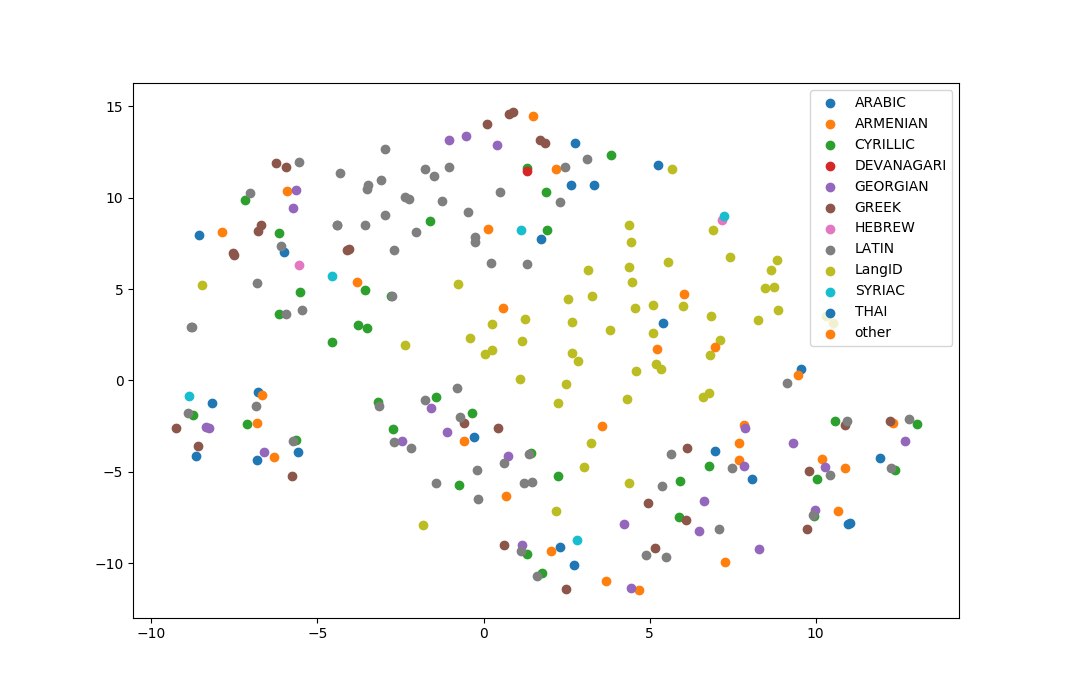 15
10
5
0
−5
−10
−10
−5
0
5
10
ARABIC
ARMENIAN
CYRILLIC
DEVANAGARI
GEORGIAN
GREEK
HEBREW
LATIN
LangID
SYRIAC
THAI
other